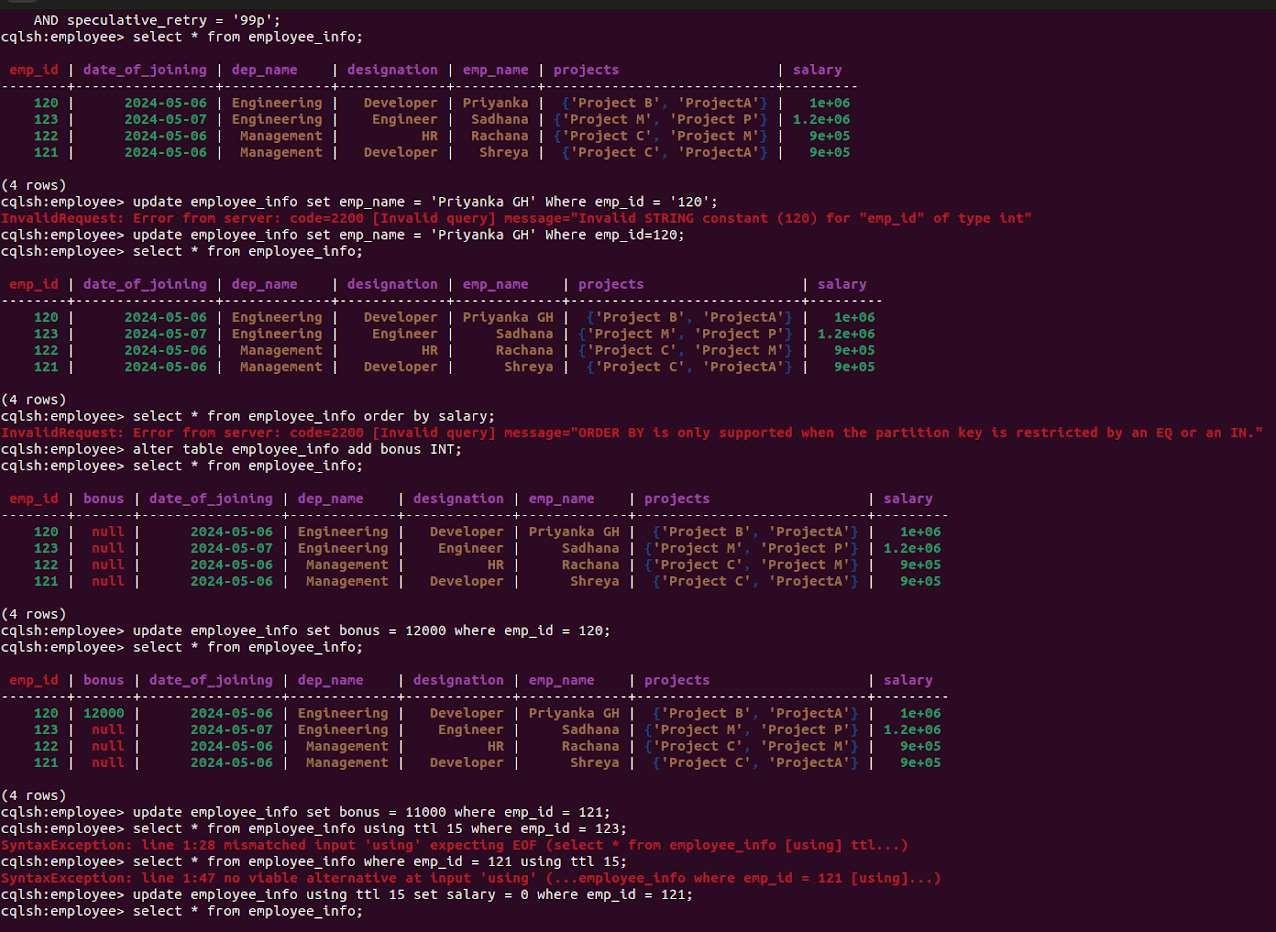 AND speculative_retry = '99p';
cqlsh:employee> select * from employee_info;
 emp_id | date_of_joining | dep_name    | designation | emp_name | projects                   | salary
--------+-----------------+-------------+-------------+----------+----------------------------+---------
    120 |      2024-05-06 | Engineering |   Developer | Priyanka |  {'Project B', 'ProjectA'} |   1e+06
    123 |      2024-05-07 | Engineering |    Engineer |  Sadhana | {'Project M', 'Project P'} | 1.2e+06
    122 |      2024-05-06 |  Management |          HR |  Rachana | {'Project C', 'Project M'} |   9e+05
    121 |      2024-05-06 |  Management |   Developer |   Shreya |  {'Project C', 'ProjectA'} |   9e+05
(4 rows)
cqlsh:employee> update employee_info set emp_name = 'Priyanka GH' Where emp_id = '120';
InvalidRequest: Error from server: code=2200 [Invalid query] message="Invalid STRING constant (120) for "emp_id" of type int"
cqlsh:employee> update employee_info set emp_name = 'Priyanka GH' Where emp_id=120;
cqlsh:employee> select * from employee_info;
 emp_id | date_of_joining | dep_name    | designation | emp_name    | projects                   | salary
--------+-----------------+-------------+-------------+-------------+----------------------------+---------
    120 |      2024-05-06 | Engineering |   Developer | Priyanka GH |  {'Project B', 'ProjectA'} |   1e+06
    123 |      2024-05-07 | Engineering |    Engineer |     Sadhana | {'Project M', 'Project P'} | 1.2e+06
    122 |      2024-05-06 |  Management |          HR |     Rachana | {'Project C', 'Project M'} |   9e+05
    121 |      2024-05-06 |  Management |   Developer |      Shreya |  {'Project C', 'ProjectA'} |   9e+05
(4 rows)
cqlsh:employee> select * from employee_info order by salary;
InvalidRequest: Error from server: code=2200 [Invalid query] message="ORDER BY is only supported when the partition key is restricted by an EQ or an IN."
cqlsh:employee> alter table employee_info add bonus INT;
cqlsh:employee> select * from employee_info;
 emp_id | bonus | date_of_joining | dep_name    | designation | emp_name    | projects                   | salary
--------+-------+-----------------+-------------+-------------+-------------+----------------------------+---------
    120 |  null |      2024-05-06 | Engineering |   Developer | Priyanka GH |  {'Project B', 'ProjectA'} |   1e+06
    123 |  null |      2024-05-07 | Engineering |    Engineer |     Sadhana | {'Project M', 'Project P'} | 1.2e+06
    122 |  null |      2024-05-06 |  Management |          HR |     Rachana | {'Project C', 'Project M'} |   9e+05
    121 |  null |      2024-05-06 |  Management |   Developer |      Shreya |  {'Project C', 'ProjectA'} |   9e+05
(4 rows)
cqlsh:employee> update employee_info set bonus = 12000 where emp_id = 120;
cqlsh:employee> select * from employee_info;
 emp_id | bonus | date_of_joining | dep_name    | designation | emp_name    | projects                   | salary
--------+-------+-----------------+-------------+-------------+-------------+----------------------------+---------
    120 | 12000 |      2024-05-06 | Engineering |   Developer | Priyanka GH |  {'Project B', 'ProjectA'} |   1e+06
    123 |  null |      2024-05-07 | Engineering |    Engineer |     Sadhana | {'Project M', 'Project P'} | 1.2e+06
    122 |  null |      2024-05-06 |  Management |          HR |     Rachana | {'Project C', 'Project M'} |   9e+05
    121 |  null |      2024-05-06 |  Management |   Developer |      Shreya |  {'Project C', 'ProjectA'} |   9e+05
(4 rows)
cqlsh:employee> update employee_info set bonus = 11000 where emp_id = 121;
cqlsh:employee> select * from employee_info using ttl 15 where emp_id = 123;
SyntaxException: line 1:28 mismatched input 'using' expecting EOF (select * from employee_info [using] ttl...)
cqlsh:employee> select * from employee_info where emp_id = 121 using ttl 15;
SyntaxException: line 1:47 no viable alternative at input 'using' (...employee_info where emp_id = 121 [using]...)
cqlsh:employee> update employee_info using ttl 15 set salary = 0 where emp_id = 121;
cqlsh:employee> select * from employee_info;